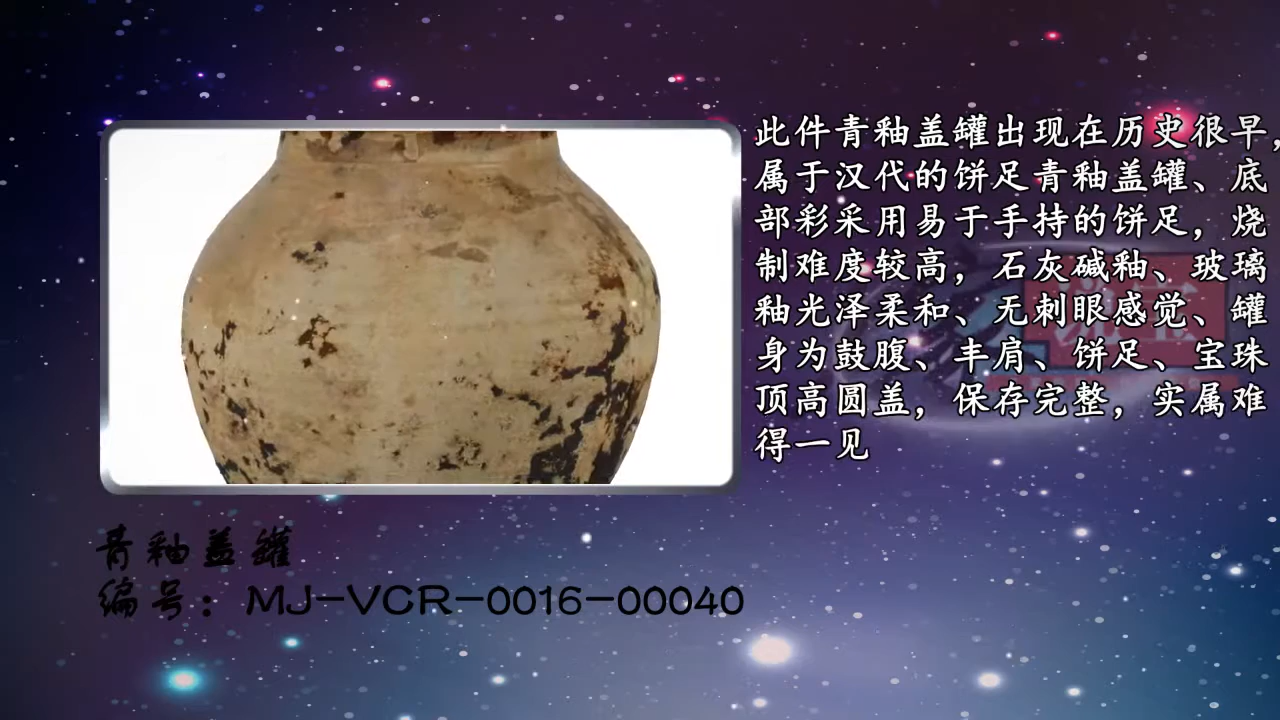 此件青釉盖罐出现在历史很早，
属于汉代的饼足青釉盖罐、底
部彩采用易于手持的饼足，烧
制难度较高，石灰碱釉、玻璃
釉光泽柔和、无刺眼感觉、罐
身为鼓腹、丰肩、饼足、宝珠
顶高圆盖，保存完整，实属难
得一见
青釉盖罐
编号：MJ-VCR-0016-00040